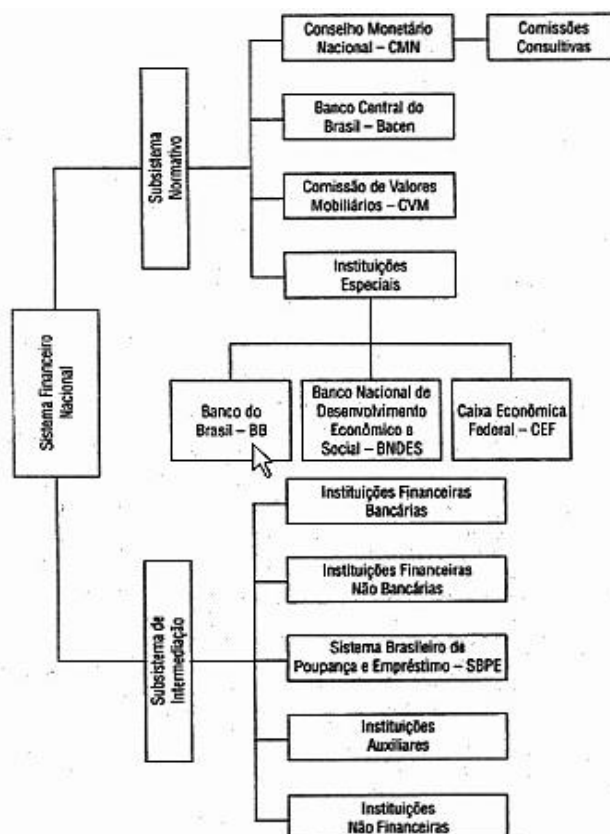 Conselho Monetário
Nacional – CMN
Comissões
Consultivas
Subsistema
Normativo
Banco Central do
Brasil – Bacen
Comissão de Valores
Mobiliários – CVM
Instituições
Especiais
Sistema Financeiro
Nacional
Banco do
Brasil – BB
Banco Nacional de
Desenvolvimento
Econômico e
Social – BNDES
Caixa Econômica
Federal – CEF
Instituições Financeiras
Bancárias
Instituições Financeiras
Não Bancárias
Subsistema de
Intermediação
Sistema Brasileiro de
Poupança e Empréstimo – SBPE
Instituições
Auxiliares
Instituições
Não Financeiras